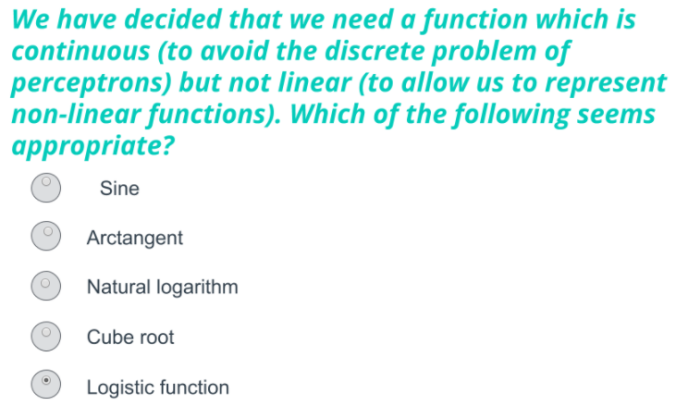 We have decided that we need a function which is
continuous (to avoid the discrete problem of
perceptrons) but not linear (to allow us to represent
non-linear functions). Which of the following seems
appropriate?
Sine
Arctangent
Natural logarithm
Cube root
Logistic function